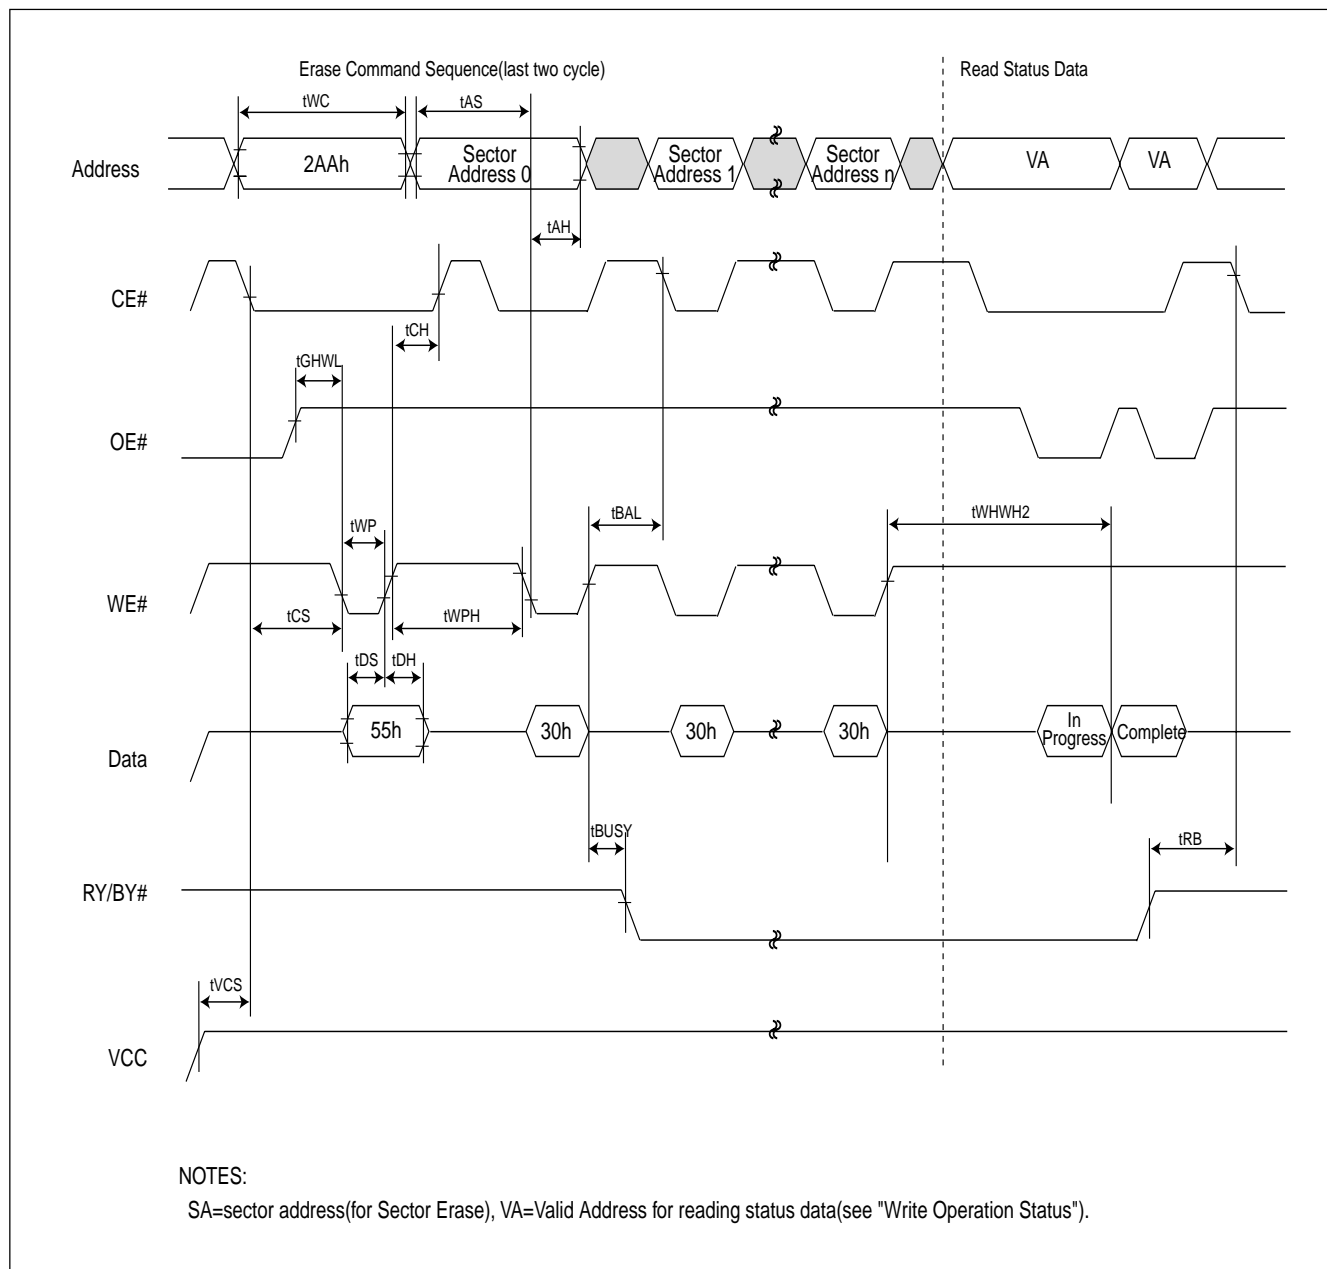 Erase Command Sequence(last two cycle)
Read Status Data
tWC
tAS
Address
2AAh
Sector
Address 0
Sector
Address 1
Sector
Address n
VA
VA
tAH
CE#
tCH
tGHWL
OE#
tBAL
tWHWH2
tWP
WE#
tCS
tWPH
tDS
tDH
Data
55h
30h
30h
30h
In
Progress
Complete
tBUSY
tRB
RY/BY#
tVCS
VCC
NOTES:
SA=sector address(for Sector Erase), VA=Valid Address for reading status data(see "Write Operation Status").